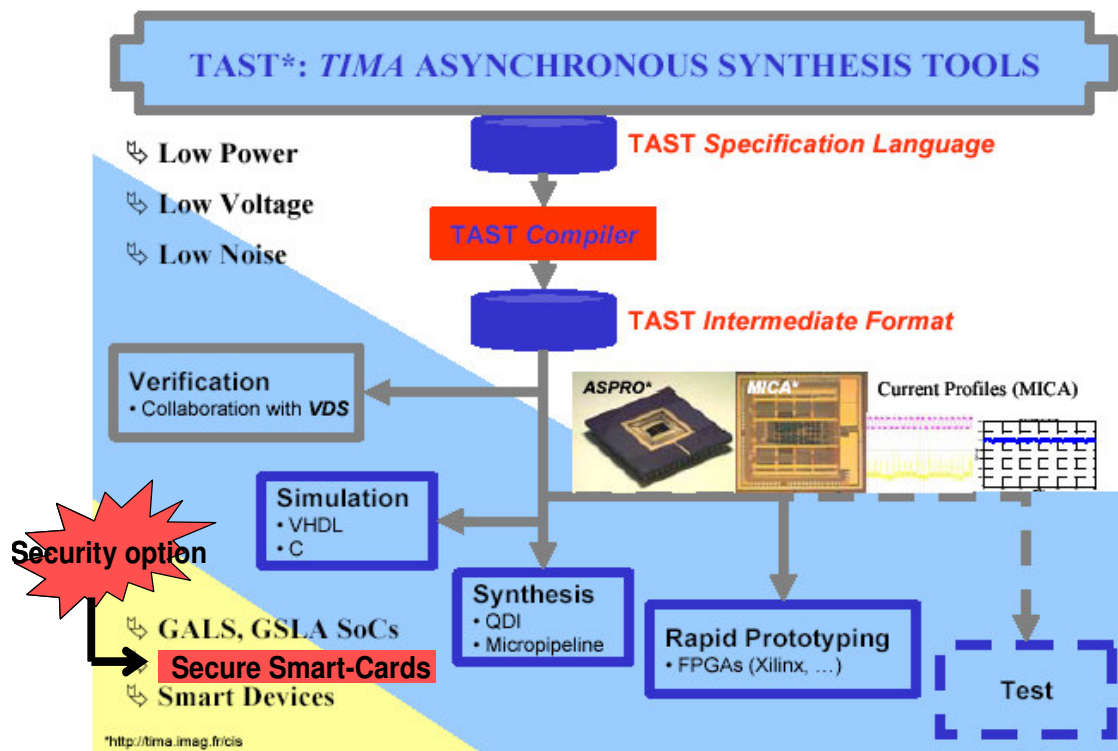 TAST*: TIMA ASYNCHRONOUS SYNTHESIS TOOLS
Low Power
Low Voltage
Low Noise
TAST Specification Language
TAST Compiler
TAST Intermediate Format
Verification
• Collaboration with VDS
ASPRO*
MICA*
Current Profiles (MICA)
Simulation
• VHDL
• C
Security option
Synthesis
• QDI
• Micropipeline
Rapid Prototyping
• FPGAs (Xilinx, ...)
Test
GALS, GSLA SoCs
Secure Smart-Cards
Smart Devices
*http://tima.imag.fr/cis